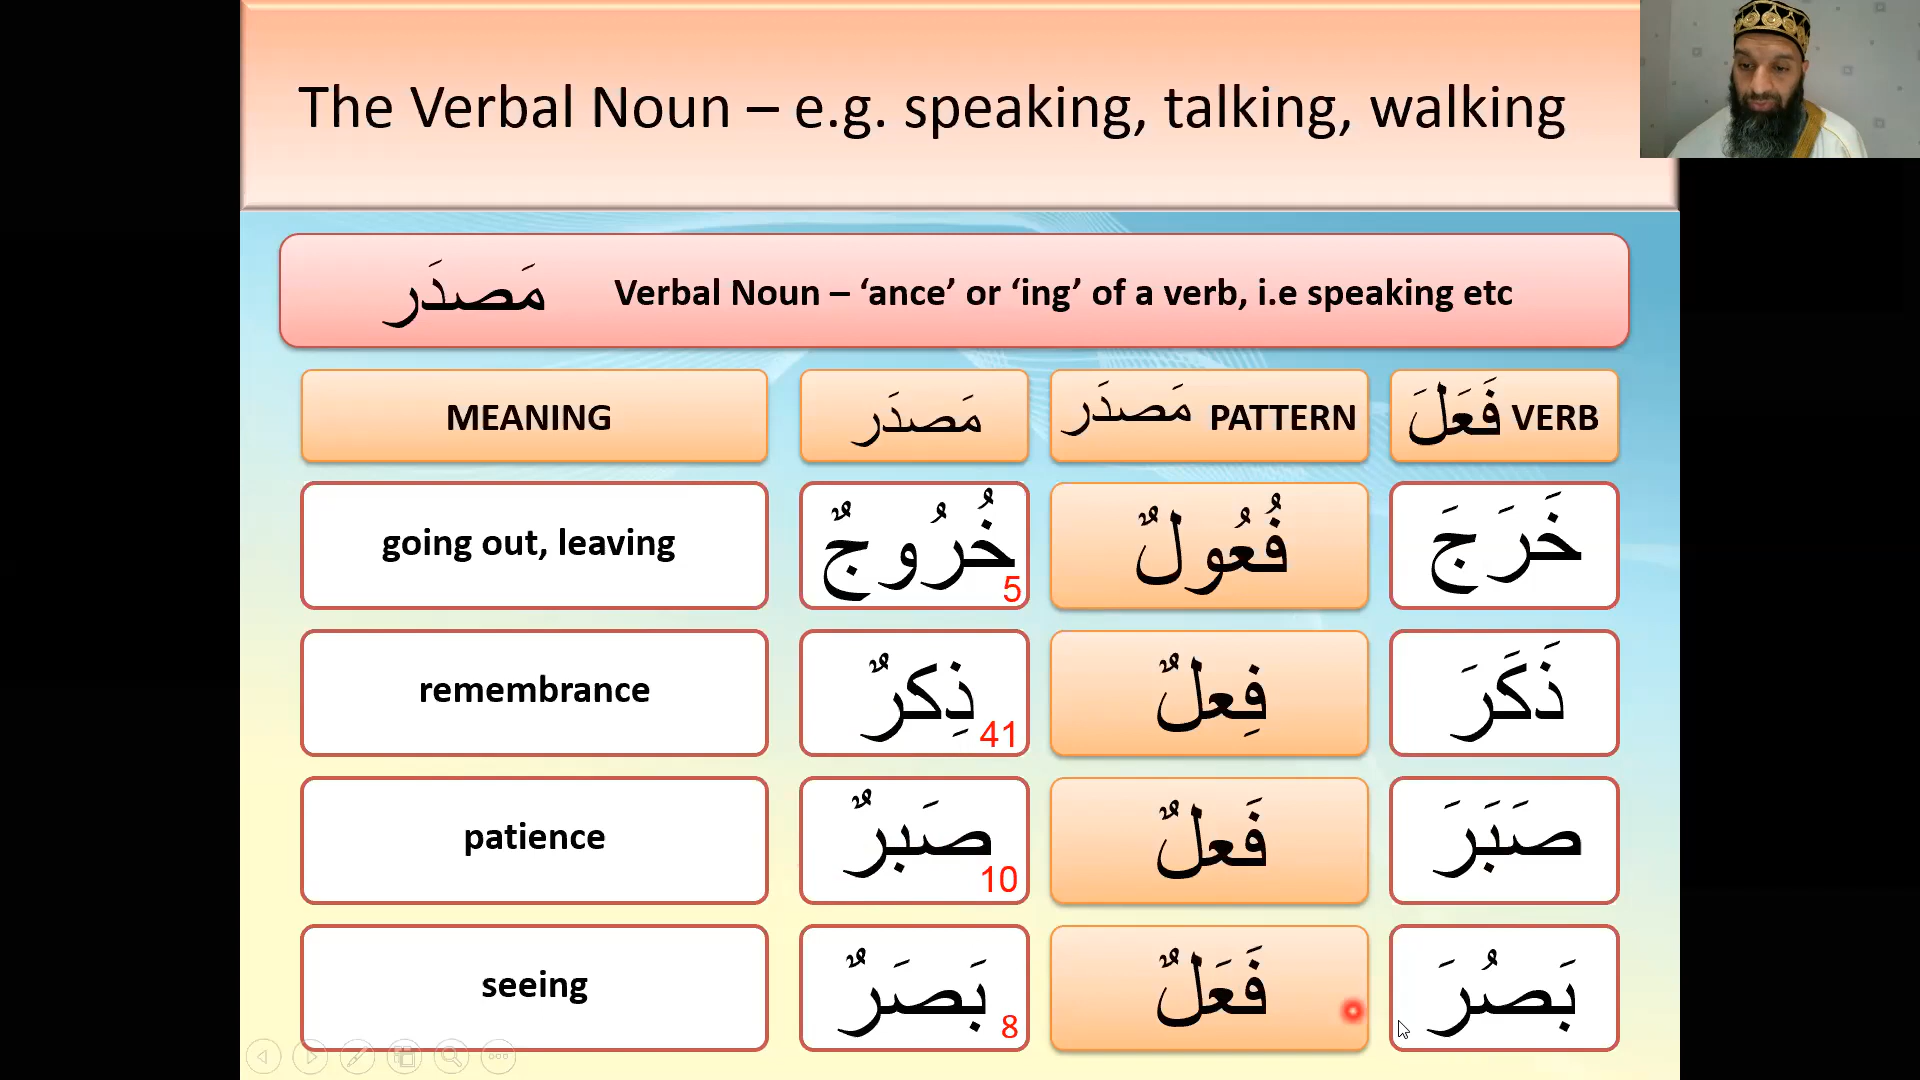 The Verbal Noun – e.g. speaking, talking, walking
مَصدَر Verbal Noun – ‘ance’ or ‘ing’ of a verb, i.e speaking etc
MEANING
مَصدَر
مَصدَر PATTERN
فَعَلَ VERB
going out, leaving
خُرُوجٌ
5
فُعُولٌ
خَرَجَ
remembrance
ذِكرٌ
41
فِعلٌ
ذَكَرَ
patience
صَبرٌ
10
فَعلٌ
صَبَرَ
seeing
بَصَرٌ
8
فَعَلٌ
بَصُرَ